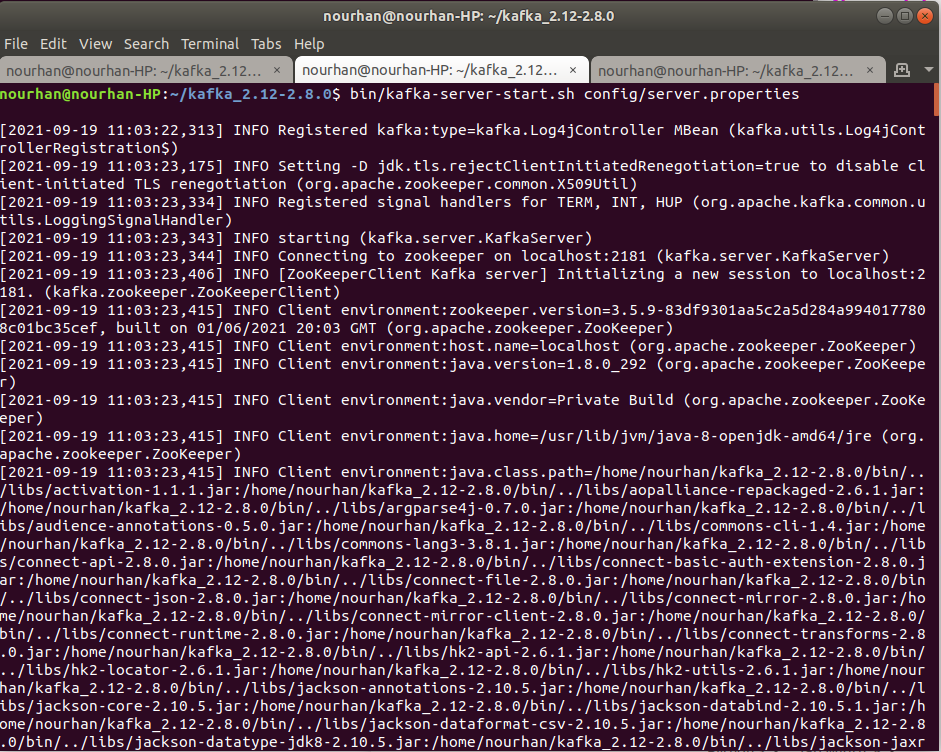 nourhan@nourhan-HP: ~/kafka_2.12-2.8.0
File Edit View Search Terminal Tabs Help
nourhan@nourhan-HP: ~/kafka_2.12... × nourhan@nourhan-HP: ~/kafka_2.12... × nourhan@nourhan-HP: ~/kafka_2.12... ×
nourhan@nourhan-HP:~/kafka_2.12-2.8.0$ bin/kafka-server-start.sh config/server.properties
[2021-09-19 11:03:22,313] INFO Registered kafka:type=kafka.Log4jController MBean (kafka.utils.Log4jCont
rollerRegistration$)
[2021-09-19 11:03:23,175] INFO Setting -D jdk.tls.rejectClientInitiatedRenegotiation=true to disable cl
ient-initiated TLS renegotiation (org.apache.zookeeper.common.X509Util)
[2021-09-19 11:03:23,334] INFO Registered signal handlers for TERM, INT, HUP (org.apache.kafka.common.u
tils.LoggingSignalHandler)
[2021-09-19 11:03:23,343] INFO starting (kafka.server.KafkaServer)
[2021-09-19 11:03:23,344] INFO Connecting to zookeeper on localhost:2181 (kafka.server.KafkaServer)
[2021-09-19 11:03:23,406] INFO [ZooKeeperClient Kafka server] Initializing a new session to localhost:2
181. (kafka.zookeeper.ZooKeeperClient)
[2021-09-19 11:03:23,415] INFO Client environment:zookeeper.version=3.5.9-83df9301aa5c2a5d284a994017780
8c01bc35cef, built on 01/06/2021 20:03 GMT (org.apache.zookeeper.ZooKeeper)
[2021-09-19 11:03:23,415] INFO Client environment:host.name=localhost (org.apache.zookeeper.ZooKeeper)
[2021-09-19 11:03:23,415] INFO Client environment:java.version=1.8.0_292 (org.apache.zookeeper.ZooKeepe
r)
[2021-09-19 11:03:23,415] INFO Client environment:java.vendor=Private Build (org.apache.zookeeper.ZooKe
eper)
[2021-09-19 11:03:23,415] INFO Client environment:java.home=/usr/lib/jvm/java-8-openjdk-amd64/jre (org.
apache.zookeeper.ZooKeeper)
[2021-09-19 11:03:23,415] INFO Client environment:java.class.path=/home/nourhan/kafka_2.12-2.8.0/bin/..
/libs/activation-1.1.1.jar:/home/nourhan/kafka_2.12-2.8.0/bin/../libs/aopalliance-repackaged-2.6.1.jar:
/home/nourhan/kafka_2.12-2.8.0/bin/../libs/argparse4j-0.7.0.jar:/home/nourhan/kafka_2.12-2.8.0/bin/../l
ibs/audience-annotations-0.5.0.jar:/home/nourhan/kafka_2.12-2.8.0/bin/../libs/commons-cli-1.4.jar:/home
/nourhan/kafka_2.12-2.8.0/bin/../libs/commons-lang3-3.8.1.jar:/home/nourhan/kafka_2.12-2.8.0/bin/../lib
s/connect-api-2.8.0.jar:/home/nourhan/kafka_2.12-2.8.0/bin/../libs/connect-basic-auth-extension-2.8.0.j
ar:/home/nourhan/kafka_2.12-2.8.0/bin/../libs/connect-file-2.8.0.jar:/home/nourhan/kafka_2.12-2.8.0/bin
/../libs/connect-json-2.8.0.jar:/home/nourhan/kafka_2.12-2.8.0/bin/../libs/connect-mirror-2.8.0.jar:/ho
me/nourhan/kafka_2.12-2.8.0/bin/../libs/connect-mirror-client-2.8.0.jar:/home/nourhan/kafka_2.12-2.8.0/
bin/../libs/connect-runtime-2.8.0.jar:/home/nourhan/kafka_2.12-2.8.0/bin/../libs/connect-transforms-2.8
.0.jar:/home/nourhan/kafka_2.12-2.8.0/bin/../libs/hk2-api-2.6.1.jar:/home/nourhan/kafka_2.12-2.8.0/bin/
../libs/hk2-locator-2.6.1.jar:/home/nourhan/kafka_2.12-2.8.0/bin/../libs/hk2-utils-2.6.1.jar:/home/nour
han/kafka_2.12-2.8.0/bin/../libs/jackson-annotations-2.10.5.jar:/home/nourhan/kafka_2.12-2.8.0/bin/../l
ibs/jackson-core-2.10.5.jar:/home/nourhan/kafka_2.12-2.8.0/bin/../libs/jackson-databind-2.10.5.1.jar:/h
ome/nourhan/kafka_2.12-2.8.0/bin/../libs/jackson-dataformat-csv-2.10.5.jar:/home/nourhan/kafka_2.12-2.8
.0/bin/../libs/jackson-datatype-jdk8-2.10.5.jar:/home/nourhan/kafka_2.12-2.8.0/bin/../libs/jackson-jaxr